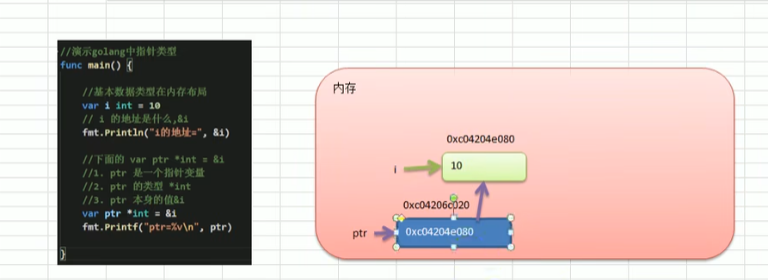 //演示golang中指针类型
func main() {
//基本数据类型在内存布局
var i int = 10
// i 的地址是什么,&i
fmt.Println("i的地址=", &i)
//下面的 var ptr *int = &i
//1. ptr 是一个指针变量
//2. ptr 的类型 *int
//3. ptr 本身的值&i
var ptr *int = &i
fmt.Printf("ptr=%v\n", ptr)
}
内存
0xc04204e080
i
10
0xc04206c020
ptr
0xc04204e080